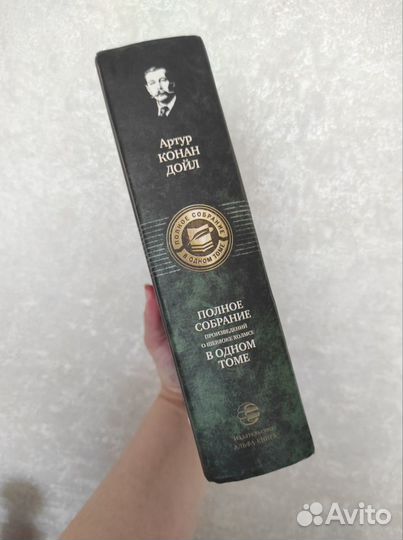 Артур
КОНАН
ДОЙЛ
ПОЛНОЕ СОБРАНИЕ
В ОДНОМ ТОМЕ
ПОЛНОЕ
СОБРАНИЕ
ПРОИЗВЕДЕНИЙ
О ШЕРЛОКЕ ХОЛМСЕ
В ОДНОМ
ТОМЕ
ИЗДАТЕЛЬСТВО
АЛЬФА-КНИГА
Avito